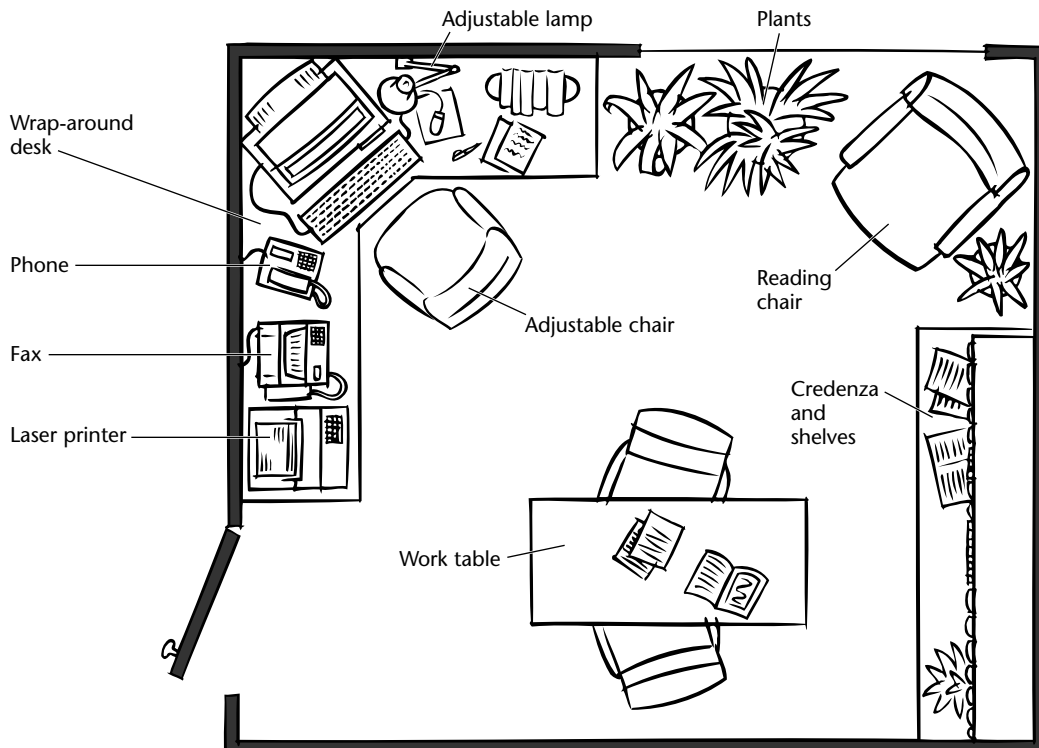 Adjustable lamp
Plants
Wrap-around
desk
Phone
Reading
chair
Adjustable chair
Fax
Credenza
and
shelves
Laser printer
Work table